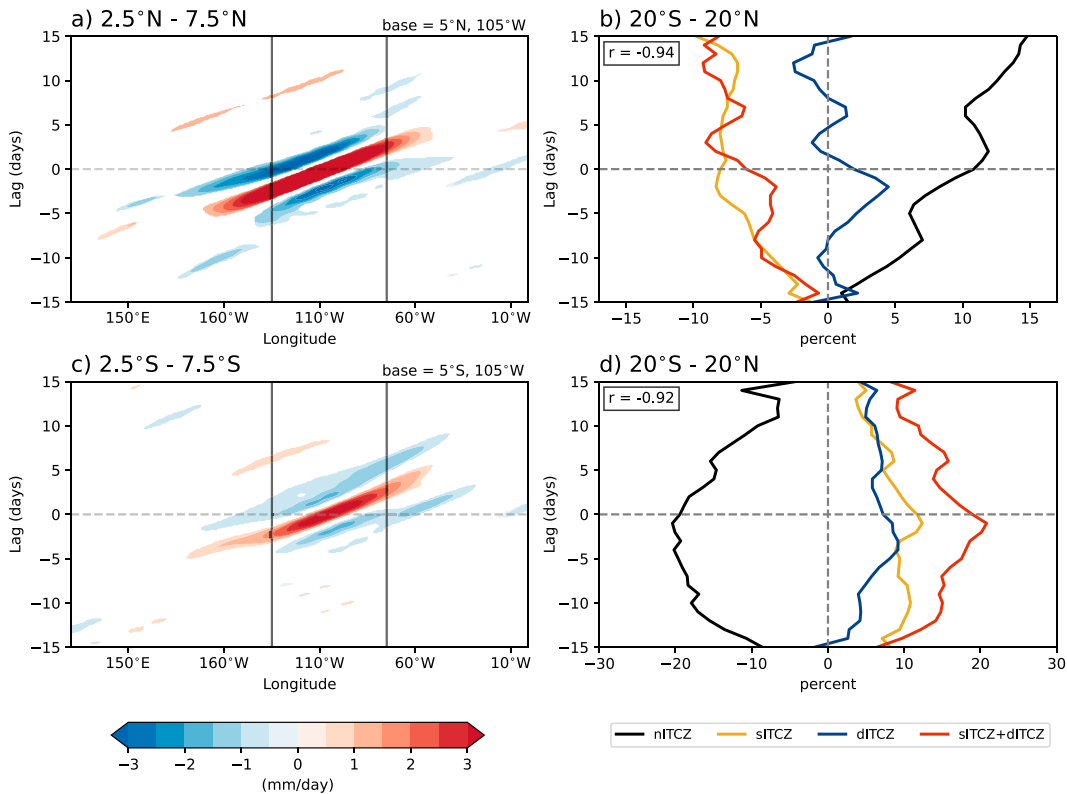 a) 2.5°N - 7.5°N
base = 5°N, 105°W
15
10
5
0
−5
−10
−15
Lag (days)
150°E
160°W
110°W
60°W
10°W
Longitude
b) 20°S - 20°N
r = -0.94
15
10
5
0
−5
−10
−15
Lag (days)
−15
−10
−5
0
5
10
15
percent
c) 2.5°S - 7.5°S
base = 5°S, 105°W
15
10
5
0
−5
−10
−15
Lag (days)
150°E
160°W
110°W
60°W
10°W
Longitude
d) 20°S - 20°N
r = -0.92
15
10
5
0
−5
−10
−15
Lag (days)
−30
−20
−10
0
10
20
30
percent
−3
−2
−1
0
1
2
3
(mm/day)
nITCZ
sITCZ
dITCZ
sITCZ+dITCZ